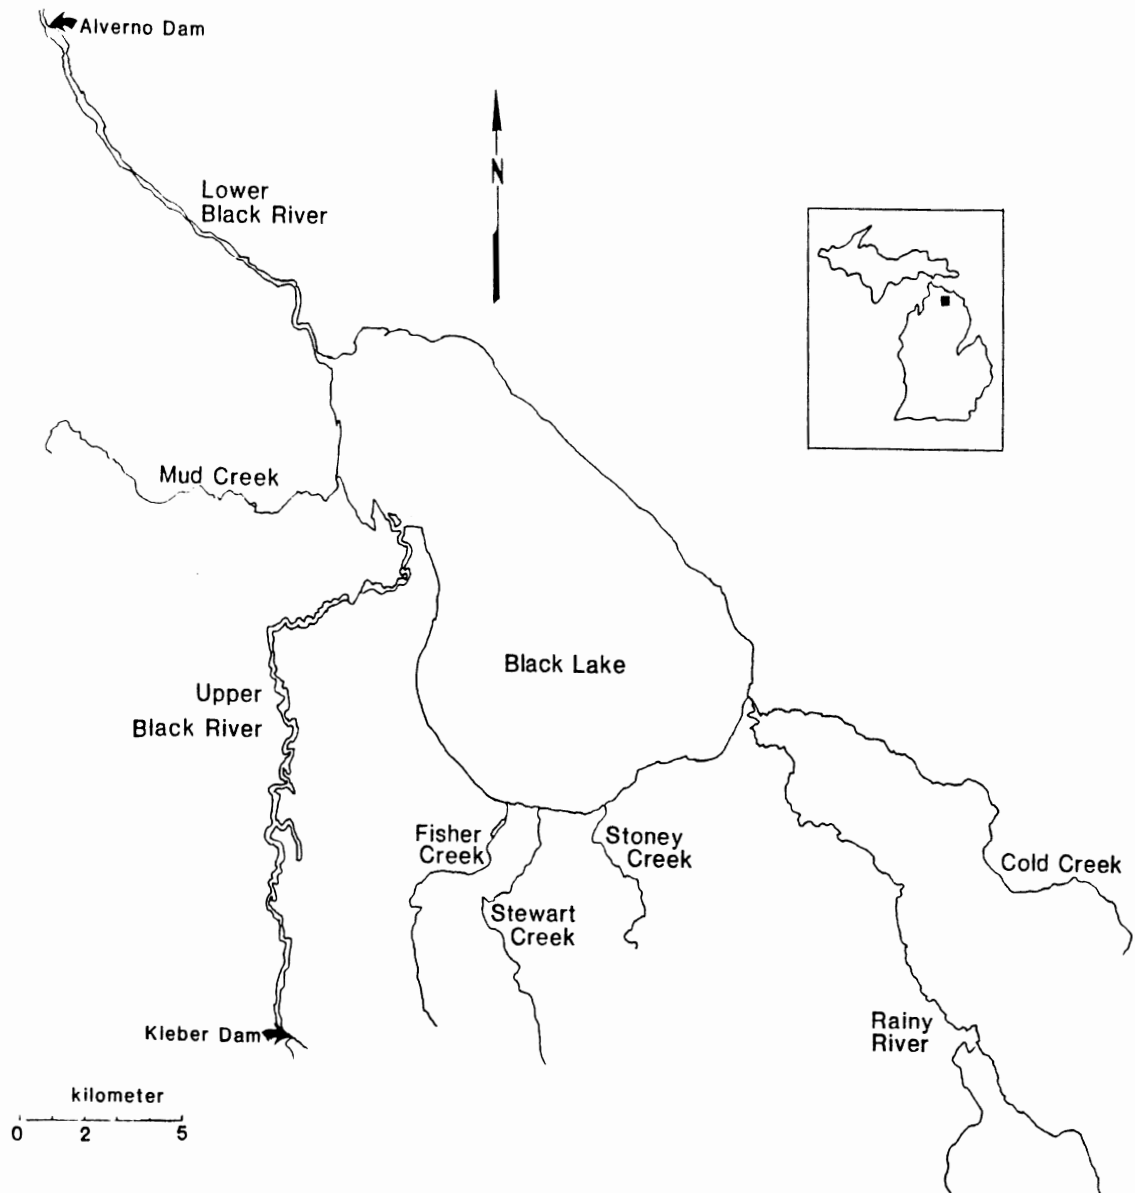 Alverno Dam
N
Lower
Black River
Mud Creek
Black Lake
Upper
Black River
Fisher
Creek
Stoney
Creek
Cold Creek
Stewart
Creek
Rainy
River
Kleber Dam
kilometer
0 2 5